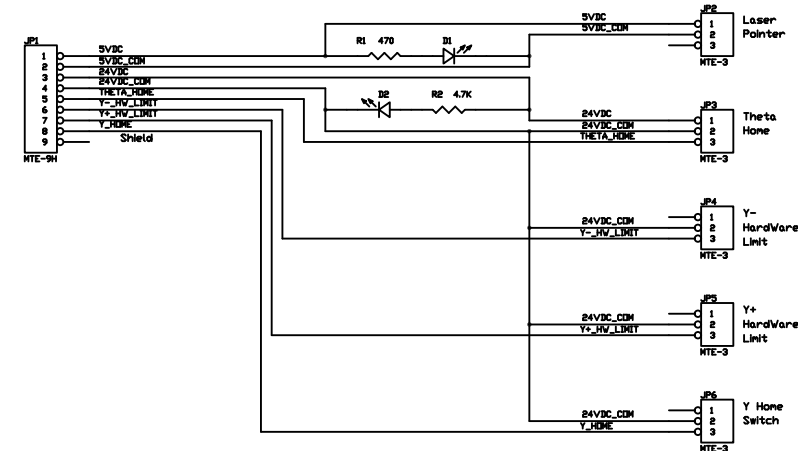 JP1
1
2
3
4
5
6
7
8
9
MTE-9H
5VDC
5VDC_COM
24VDC
24VDC_COM
THETA_HOME
Y-_HW_LIMIT
Y+_HW_LIMIT
Y_HOME
Shield
R1 470
D1
D2
R2 4.7K
5VDC
5VDC_COM
JP2
1
2
3
MTE-3
Laser
Pointer
24VDC
24VDC_COM
THETA_HOME
JP3
1
2
3
MTE-3
Theta
Home
24VDC_COM
Y-_HW_LIMIT
JP4
1
2
3
MTE-3
Y-
HardWare
Limit
24VDC_COM
Y+_HW_LIMIT
JP5
1
2
3
MTE-3
Y+
HardWare
Limit
24VDC_COM
Y_HOME
JP6
1
2
3
MTE-3
Y Home
Switch